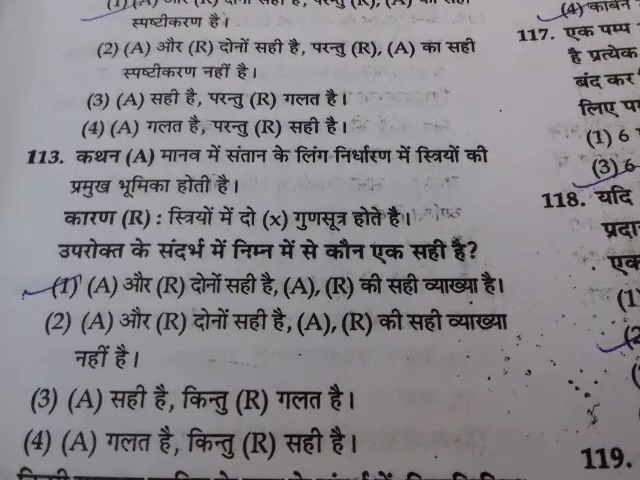 स्पष्टीकरण है।
(2) (A) और (R) दोनों सही है, परन्तु (R), (A) का सही
स्पष्टीकरण नहीं है।
(3) (A) सही है, परन्तु (R) गलत है।
(4) (A) गलत है, परन्तु (R) सही है।
113. कथन (A) मानव में संतान के लिंग निर्धारण में स्त्रियों की
प्रमुख भूमिका होती है।
कारण (R) : स्त्रियों में दो (x) गुणसूत्र होते है।
उपरोक्त के संदर्भ में निम्न में से कौन एक सही है?
(1) (A) और (R) दोनों सही है, (A), (R) की सही व्याख्या है।
(2) (A) और (R) दोनों सही है, (A), (R) की सही व्याख्या
नहीं है।
(3) (A) सही है, किन्तु (R) गलत है।
(4) (A) गलत है, किन्तु (R) सही है।
(4) कार्बन
117. एक पम्प
है प्रत्येक
बंद कर
लिए
(1) 6
(3) 6
118. यदि
प्रदा
एक
(1)
(2
119.